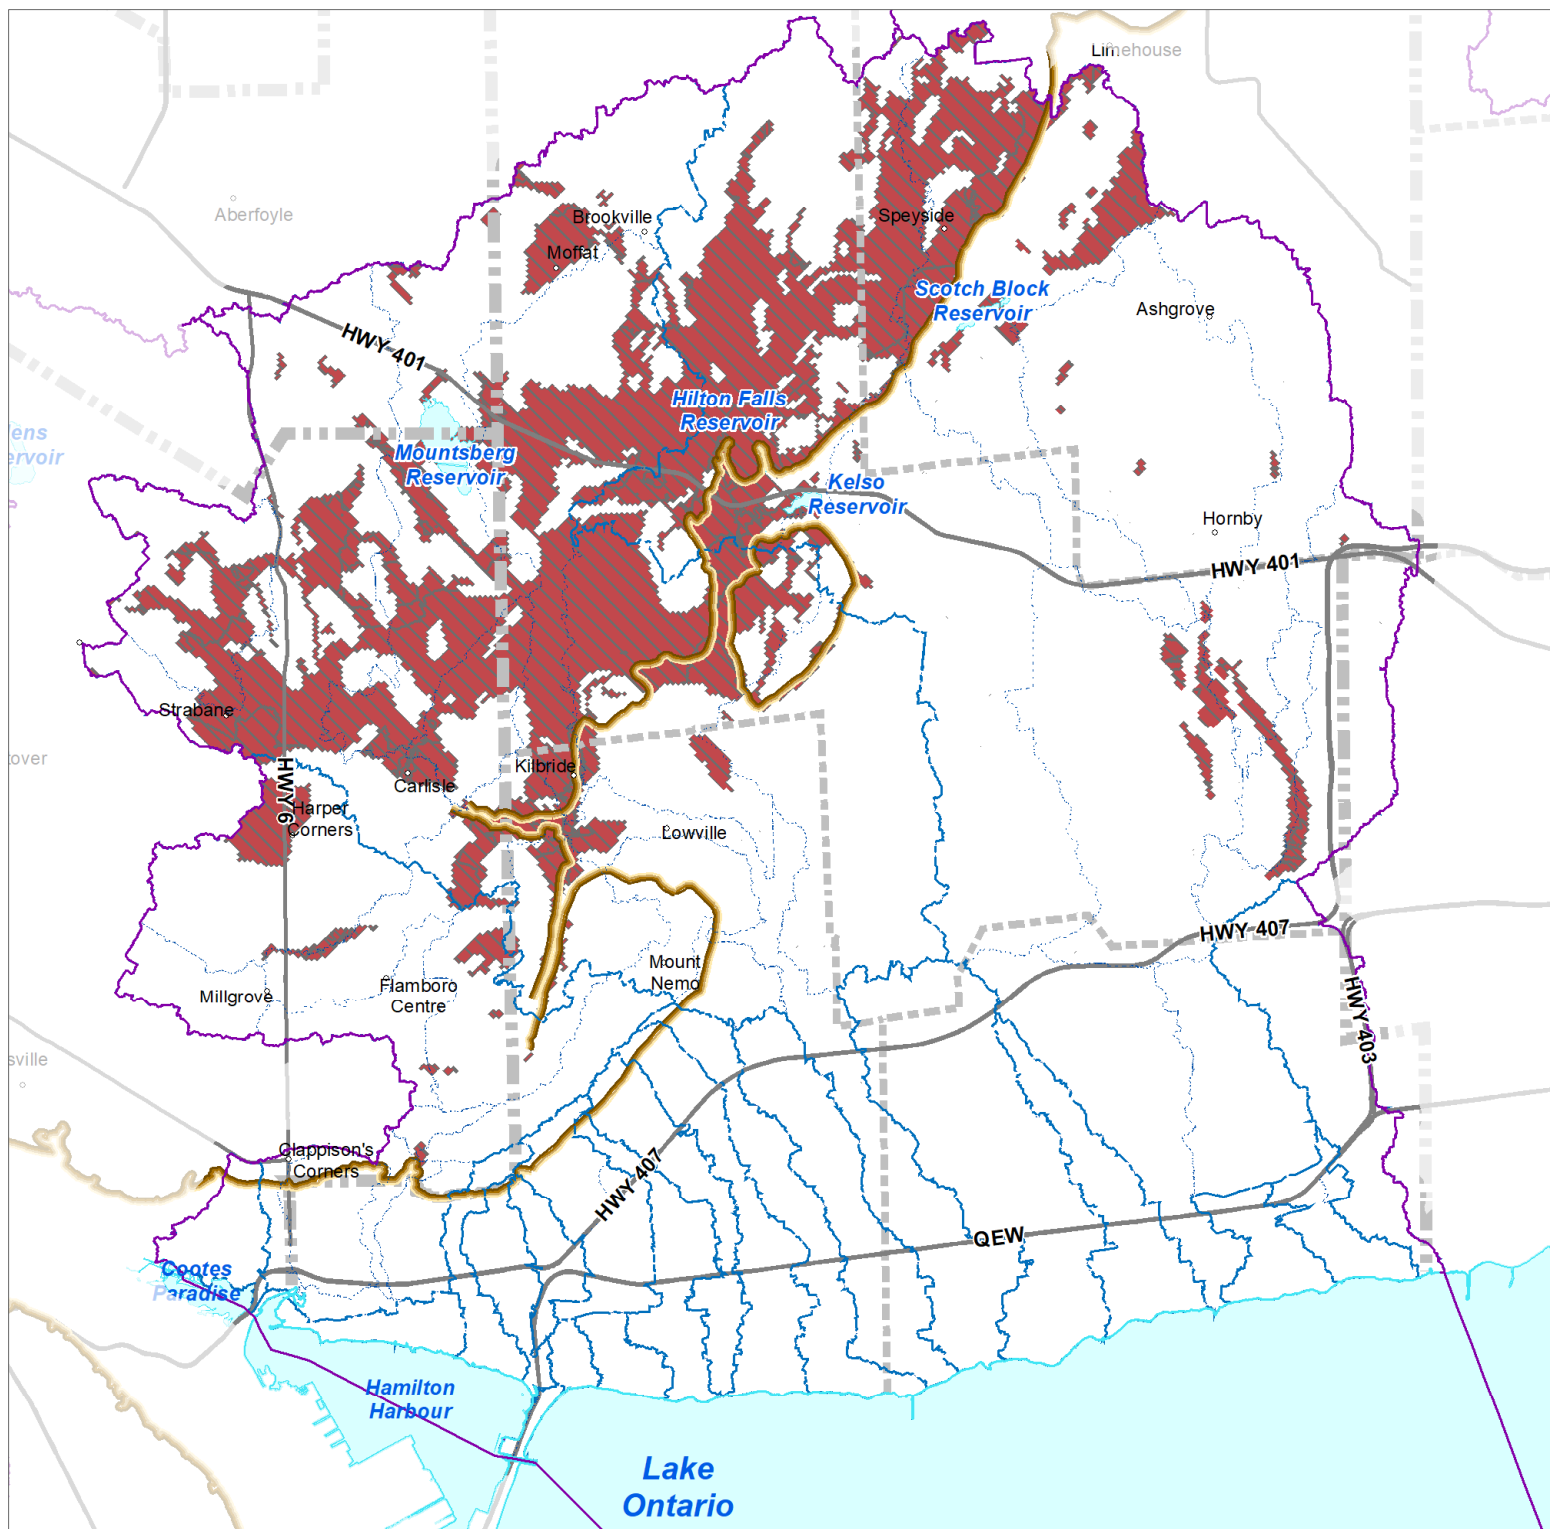 Limehouse
Aberfoyle
Brookville
Speyside
Moffat
Scotch Block
Reservoir
Ashgrove
HWY 401
Hilton Falls
Reservoir
Mountsberg
Reservoir
Kelso
Reservoir
Hornby
HWY 401
Strabane
Kilbride
Carlisle
HWY 6
Harper
Corners
Lowville
HWY 407
Mount
Nemo
Flamboro
Centre
Millgrove
HWY 403
sville
Clappison's
Corners
HWY 407
QEW
Cootes
Paradise
Hamilton
Harbour
Lake
Ontario